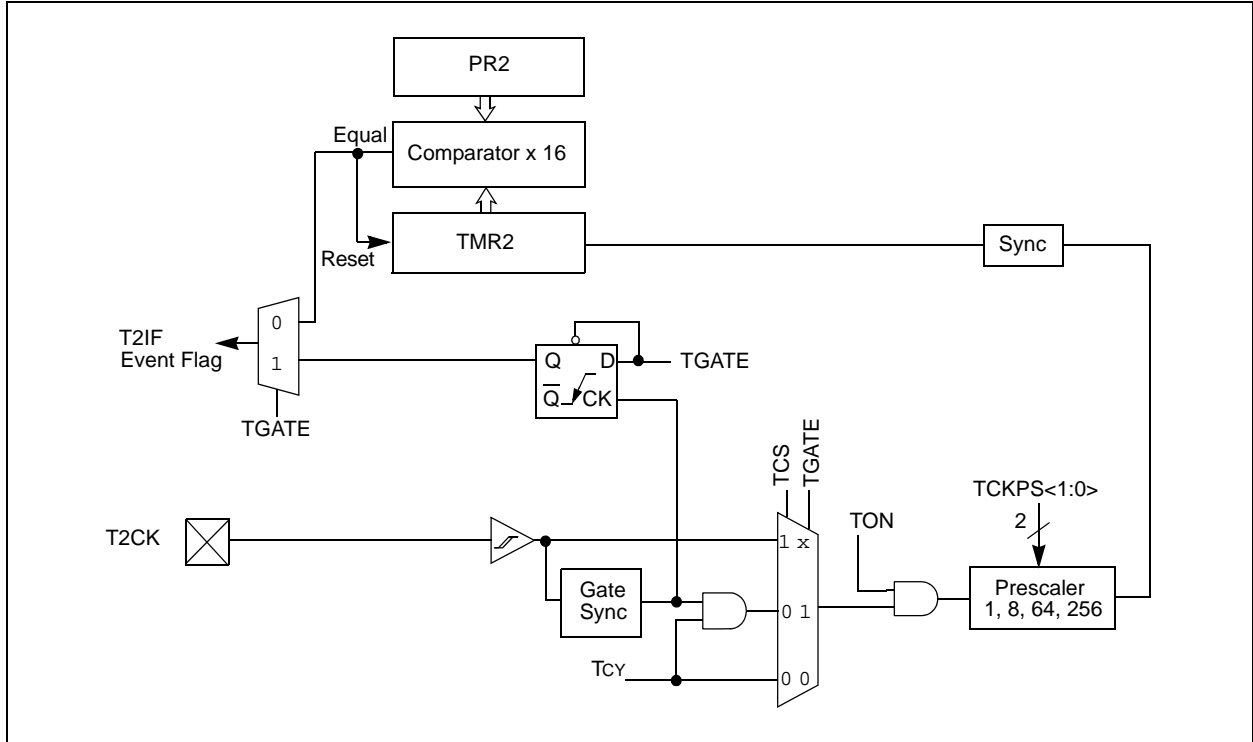 PR2
Equal
Comparator x 16
Reset
TMR2
Sync
0
1
T2IF
Event Flag
TGATE
Q
D
Q̅
CK
TGATE
TCS
TGATE
TCKPS<1:0>
2
TON
T2CK
1 x
Gate
Sync
0 1
Prescaler
1, 8, 64, 256
TCY
0 0